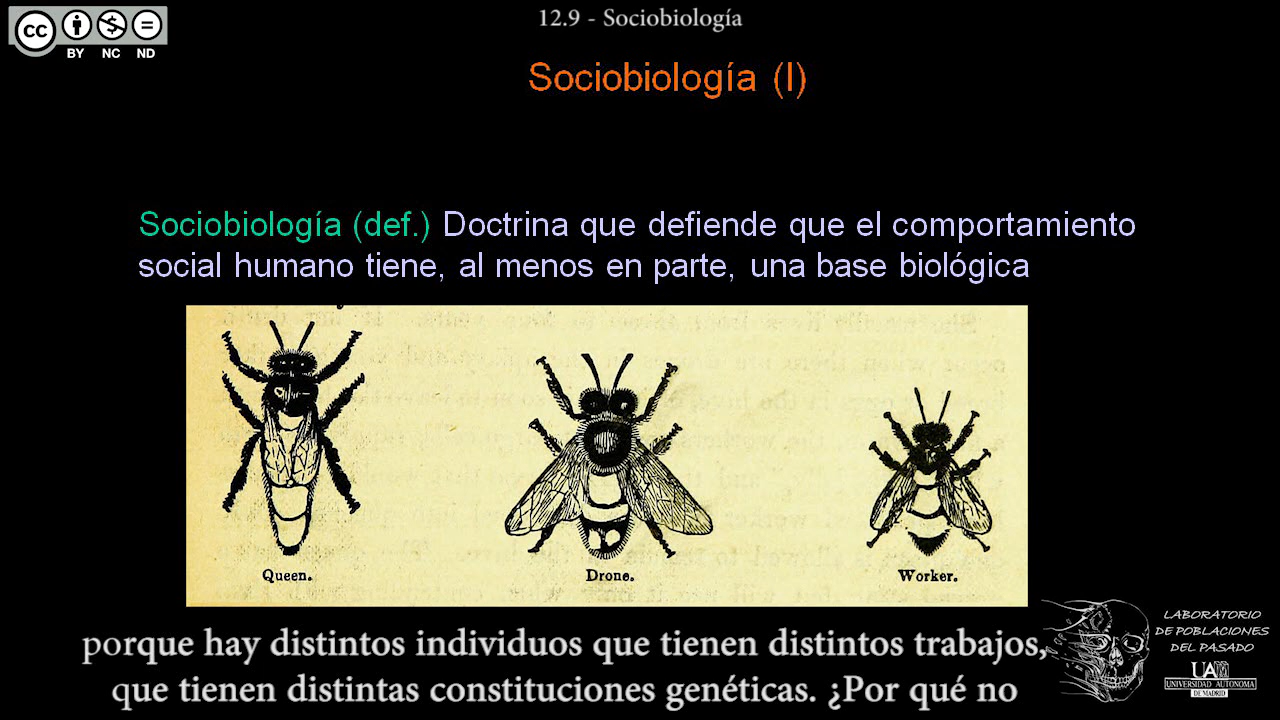 cc
BY NC ND
12.9 - Sociobiología
Sociobiología (I)
Sociobiología (def.) Doctrina que defiende que el comportamiento
social humano tiene, al menos en parte, una base biológica
Queen.
Drone.
Worker.
porque hay distintos individuos que tienen distintos trabajos,
que tienen distintas constituciones genéticas. ¿Por qué no
LABORATORIO
DE POBLACIONES
DEL PASADO
UAM
UNIVERSIDAD AUTONOMA
DE MADRID